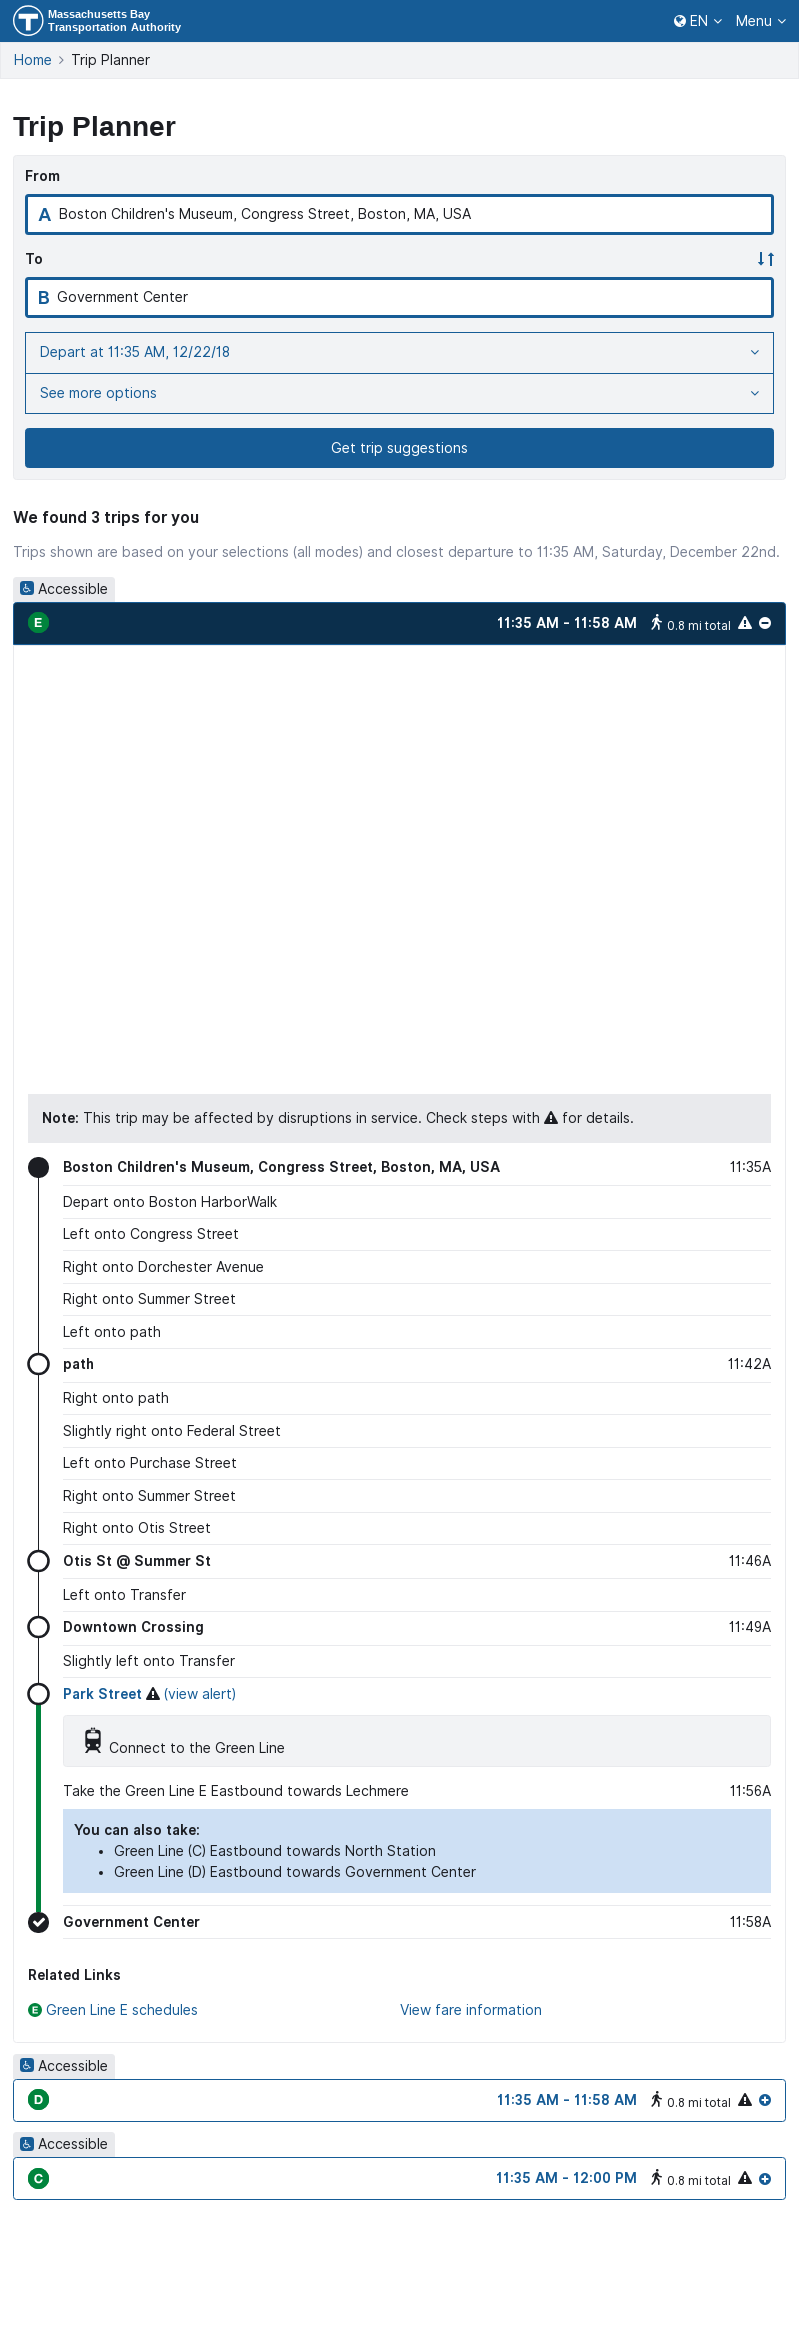 Massachusetts Bay
Transportation Authority
EN
Menu
Home
Trip Planner
Trip Planner
From
A Boston Children's Museum, Congress Street, Boston, MA, USA
To
B Government Center
Depart at 11:35 AM, 12/22/18
See more options
Get trip suggestions
We found 3 trips for you
Trips shown are based on your selections (all modes) and closest departure to 11:35 AM, Saturday, December 22nd.
Accessible
E 11:35 AM - 11:58 AM 0.8 mi total
Note: This trip may be affected by disruptions in service. Check steps with for details.
Boston Children's Museum, Congress Street, Boston, MA, USA 11:35A
Depart onto Boston HarborWalk
Left onto Congress Street
Right onto Dorchester Avenue
Right onto Summer Street
Left onto path
path 11:42A
Right onto path
Slightly right onto Federal Street
Left onto Purchase Street
Right onto Summer Street
Right onto Otis Street
Otis St @ Summer St 11:46A
Left onto Transfer
Downtown Crossing 11:49A
Slightly left onto Transfer
Park Street (view alert)
Connect to the Green Line
Take the Green Line E Eastbound towards Lechmere 11:56A
You can also take:
• Green Line (C) Eastbound towards North Station
• Green Line (D) Eastbound towards Government Center
Government Center 11:58A
Related Links
E Green Line E schedules
View fare information
Accessible
D 11:35 AM - 11:58 AM 0.8 mi total
Accessible
C 11:35 AM - 12:00 PM 0.8 mi total